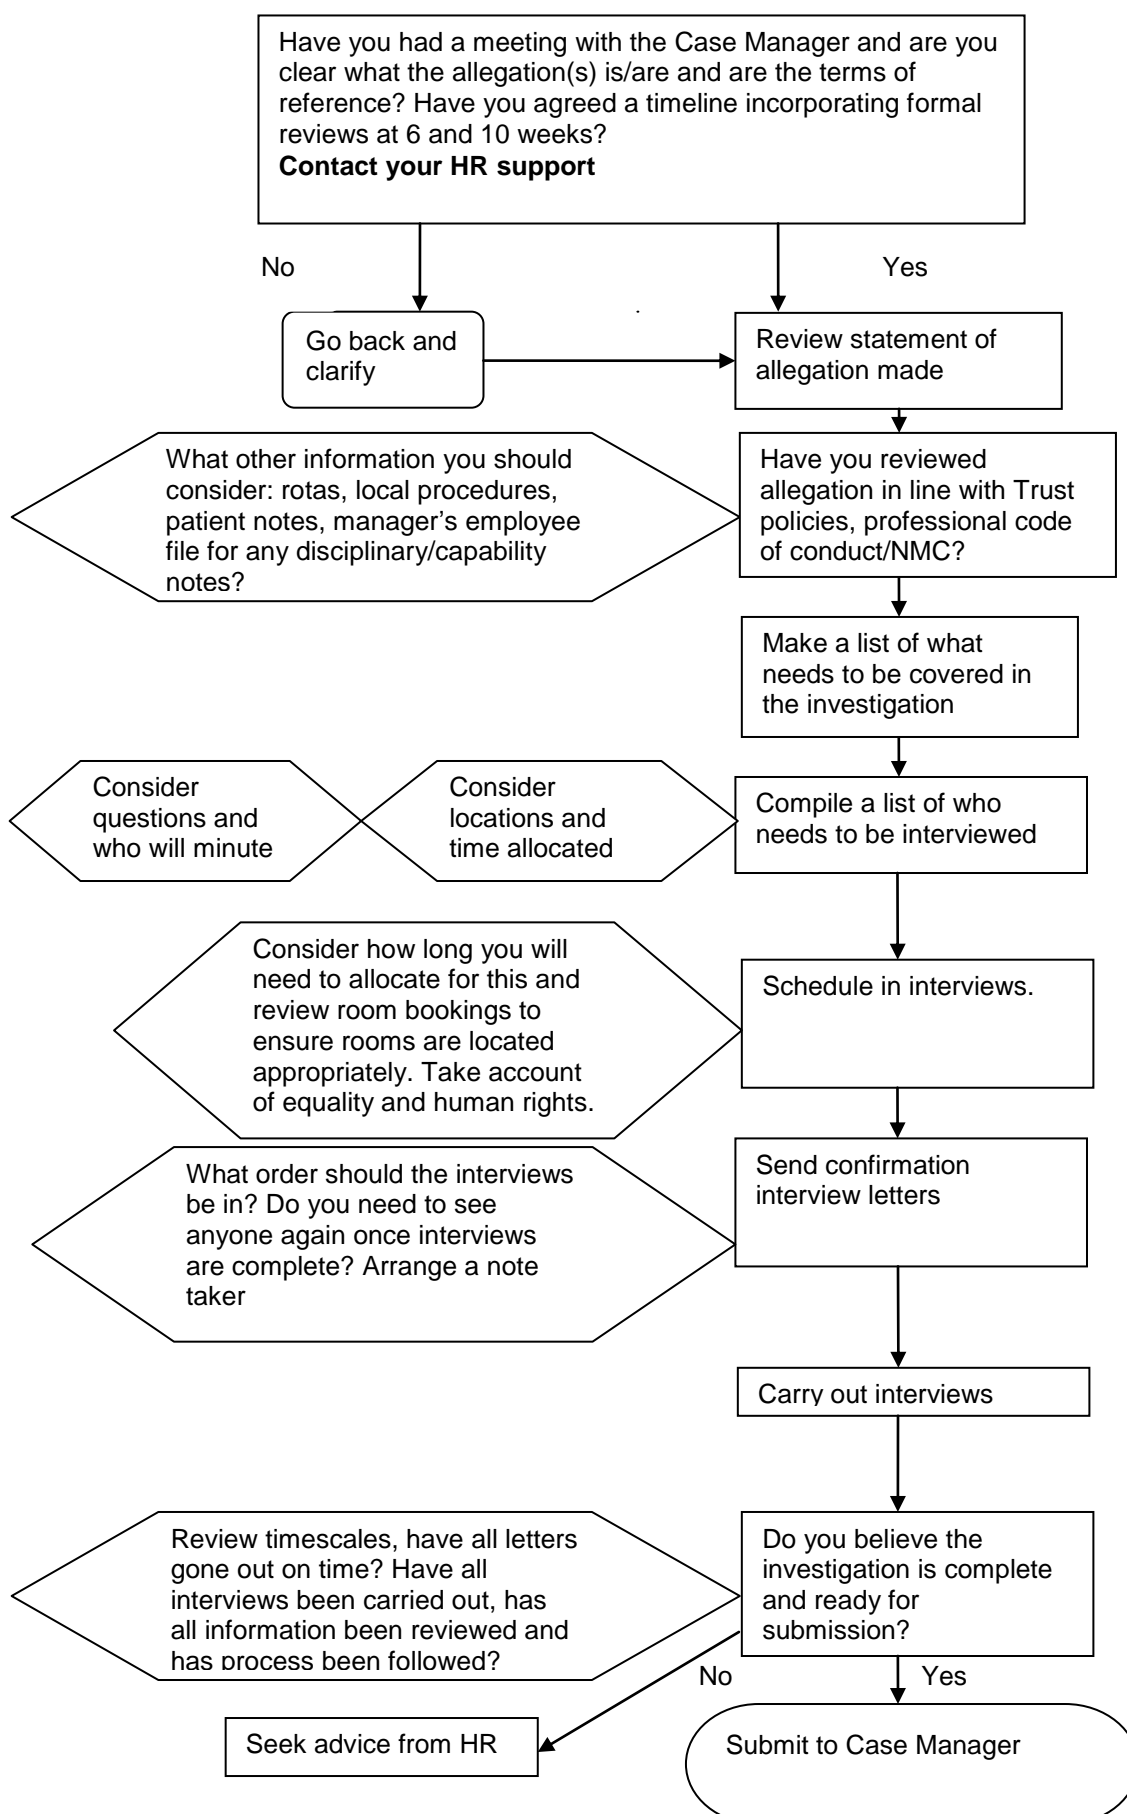 Have you had a meeting with the Case Manager and are you
clear what the allegation(s) is/are and are the terms of
reference? Have you agreed a timeline incorporating formal
reviews at 6 and 10 weeks?
Contact your HR support
No
Yes
Go back and
clarify
Review statement of
allegation made
What other information you should
consider: rotas, local procedures,
patient notes, manager’s employee
file for any disciplinary/capability
notes?
Have you reviewed
allegation in line with Trust
policies, professional code
of conduct/NMC?
Make a list of what
needs to be covered in
the investigation
Consider
questions and
who will minute
Consider
locations and
time allocated
Compile a list of who
needs to be interviewed
Consider how long you will
need to allocate for this and
review room bookings to
ensure rooms are located
appropriately. Take account
of equality and human rights.
Schedule in interviews.
What order should the interviews
be in? Do you need to see
anyone again once interviews
are complete? Arrange a note
taker
Send confirmation
interview letters
Carry out interviews
Review timescales, have all letters
gone out on time? Have all
interviews been carried out, has
all information been reviewed and
has process been followed?
Do you believe the
investigation is complete
and ready for
submission?
No
Yes
Seek advice from HR
Submit to Case Manager